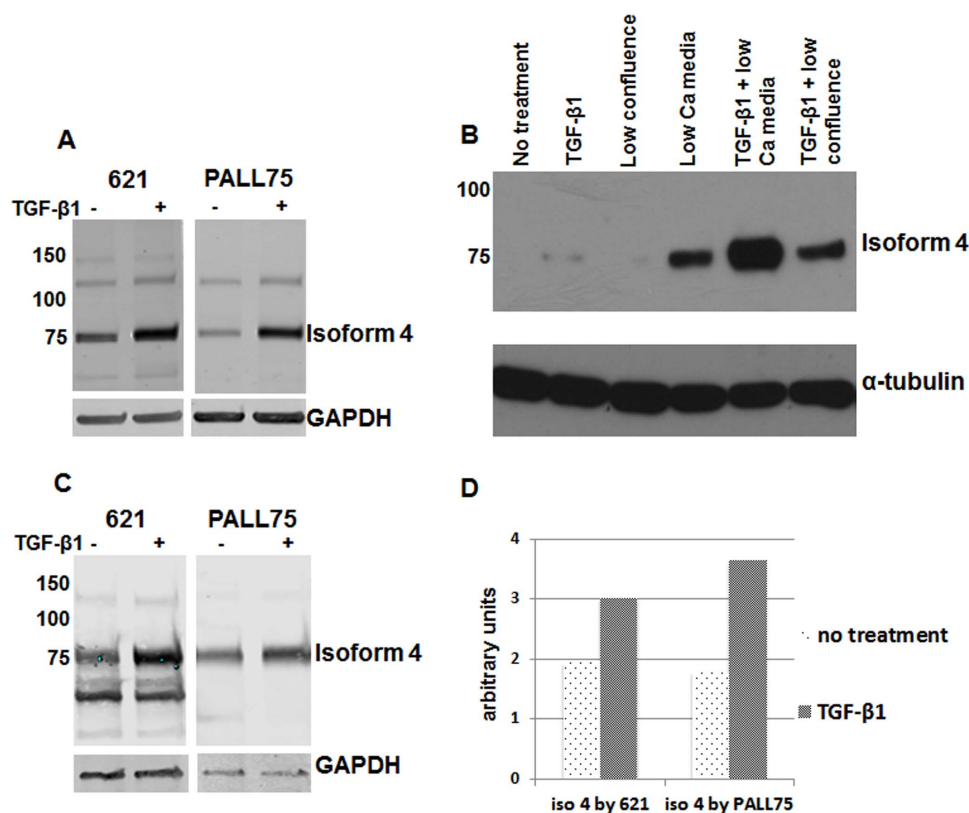 A
621 PALL75
TGF-β1 - + - +
150
100
75
Isoform 4
GAPDH
B
No treatment
TGF-β1
Low confluence
Low Ca media
TGF-β1 + low
Ca media
TGF-β1 + low
confluence
100
75
Isoform 4
α-tubulin
C
621 PALL75
TGF-β1 - + - +
150
100
75
Isoform 4
GAPDH
D
arbitrary units
4
3
2
1
0
iso 4 by 621 iso 4 by PALL75
no treatment
TGF-β1